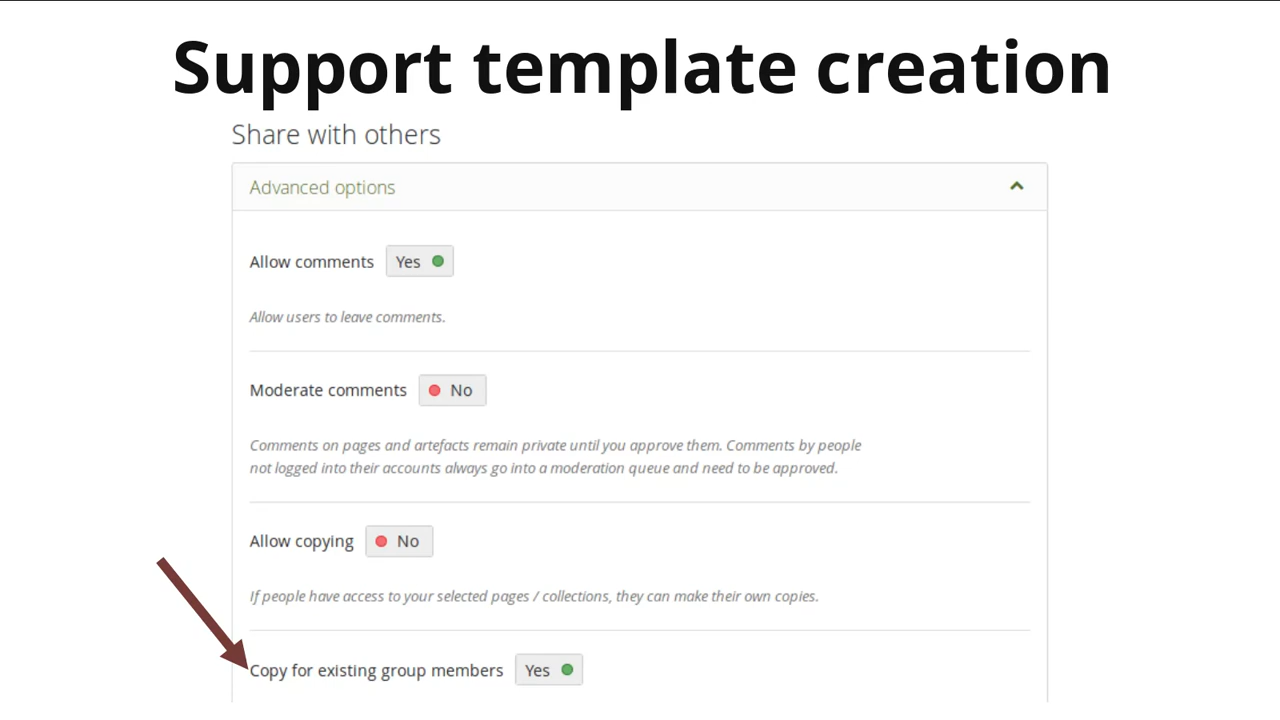 Support template creation
Share with others
Advanced options
Allow comments Yes
Allow users to leave comments.
Moderate comments No
Comments on pages and artefacts remain private until you approve them. Comments by people
not logged into their accounts always go into a moderation queue and need to be approved.
Allow copying No
If people have access to your selected pages / collections, they can make their own copies.
Copy for existing group members Yes